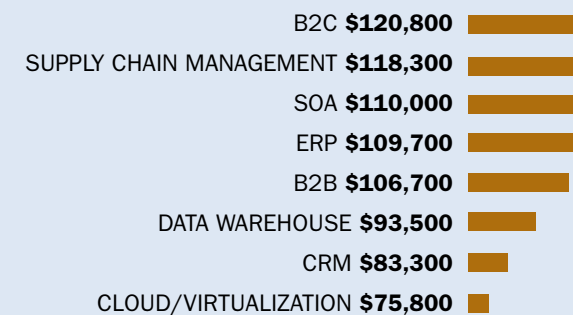 B2C $120,800
SUPPLY CHAIN MANAGEMENT $118,300
SOA $110,000
ERP $109,700
B2B $106,700
DATA WAREHOUSE $93,500
CRM $83,300
CLOUD/VIRTUALIZATION $75,800